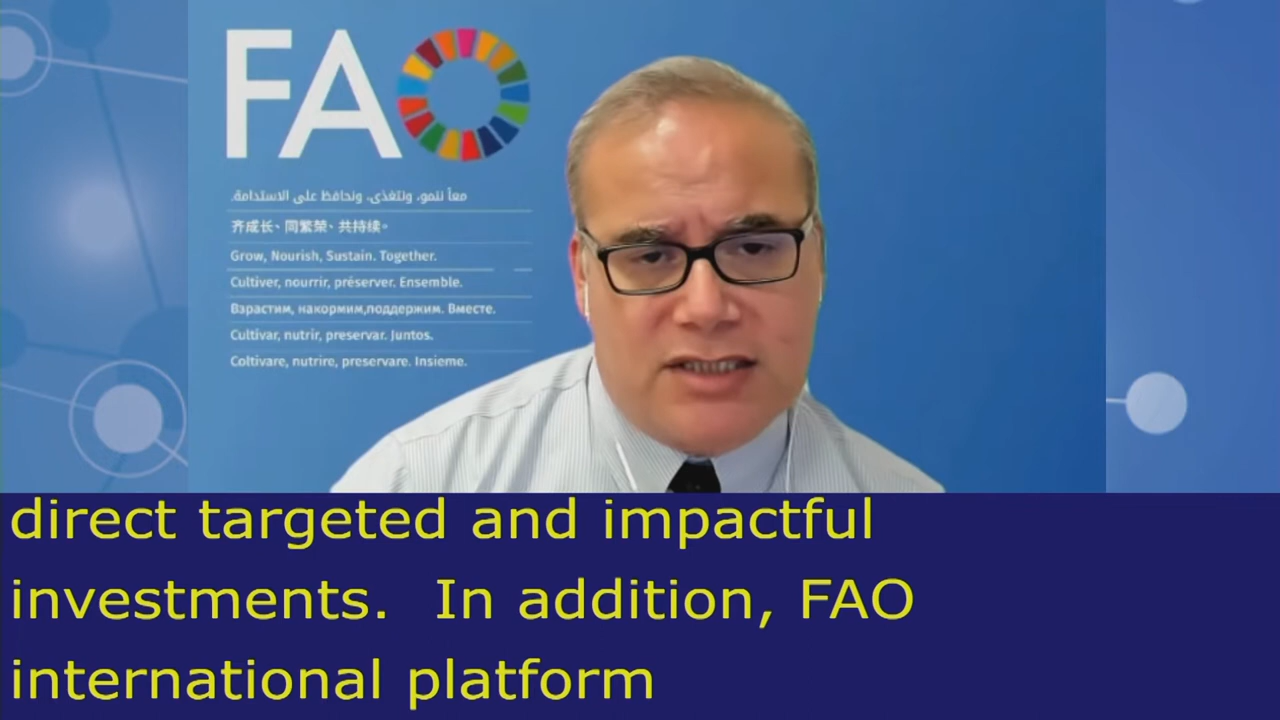 FAO
معاً ننمو، ونتغذى، ونحافظ على الاستدامة.
齐成长、同繁荣、共持续。
Grow, Nourish, Sustain. Together.
Cultiver, nourrir, préserver. Ensemble.
Взрастим, накормим,поддержим. Вместе.
Cultivar, nutrir, preservar. Juntos.
Coltivare, nutrire, preservare. Insieme.
direct targeted and impactful
investments.  In addition, FAO
international platform